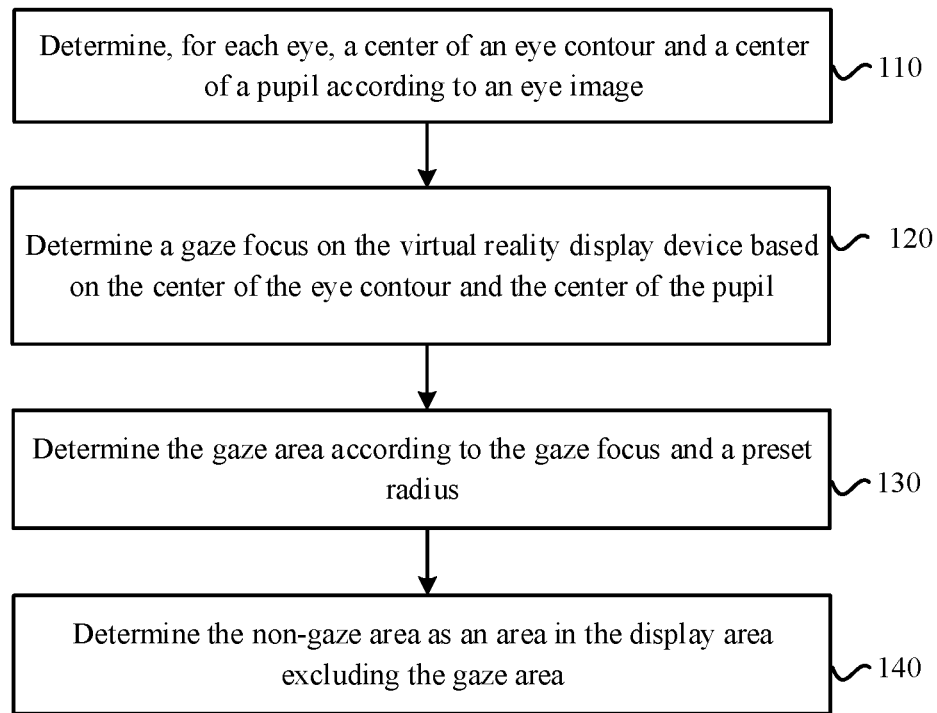 Determine, for each eye, a center of an eye contour and a center
of a pupil according to an eye image
110
Determine a gaze focus on the virtual reality display device based
on the center of the eye contour and the center of the pupil
120
Determine the gaze area according to the gaze focus and a preset
radius
130
Determine the non-gaze area as an area in the display area
excluding the gaze area
140